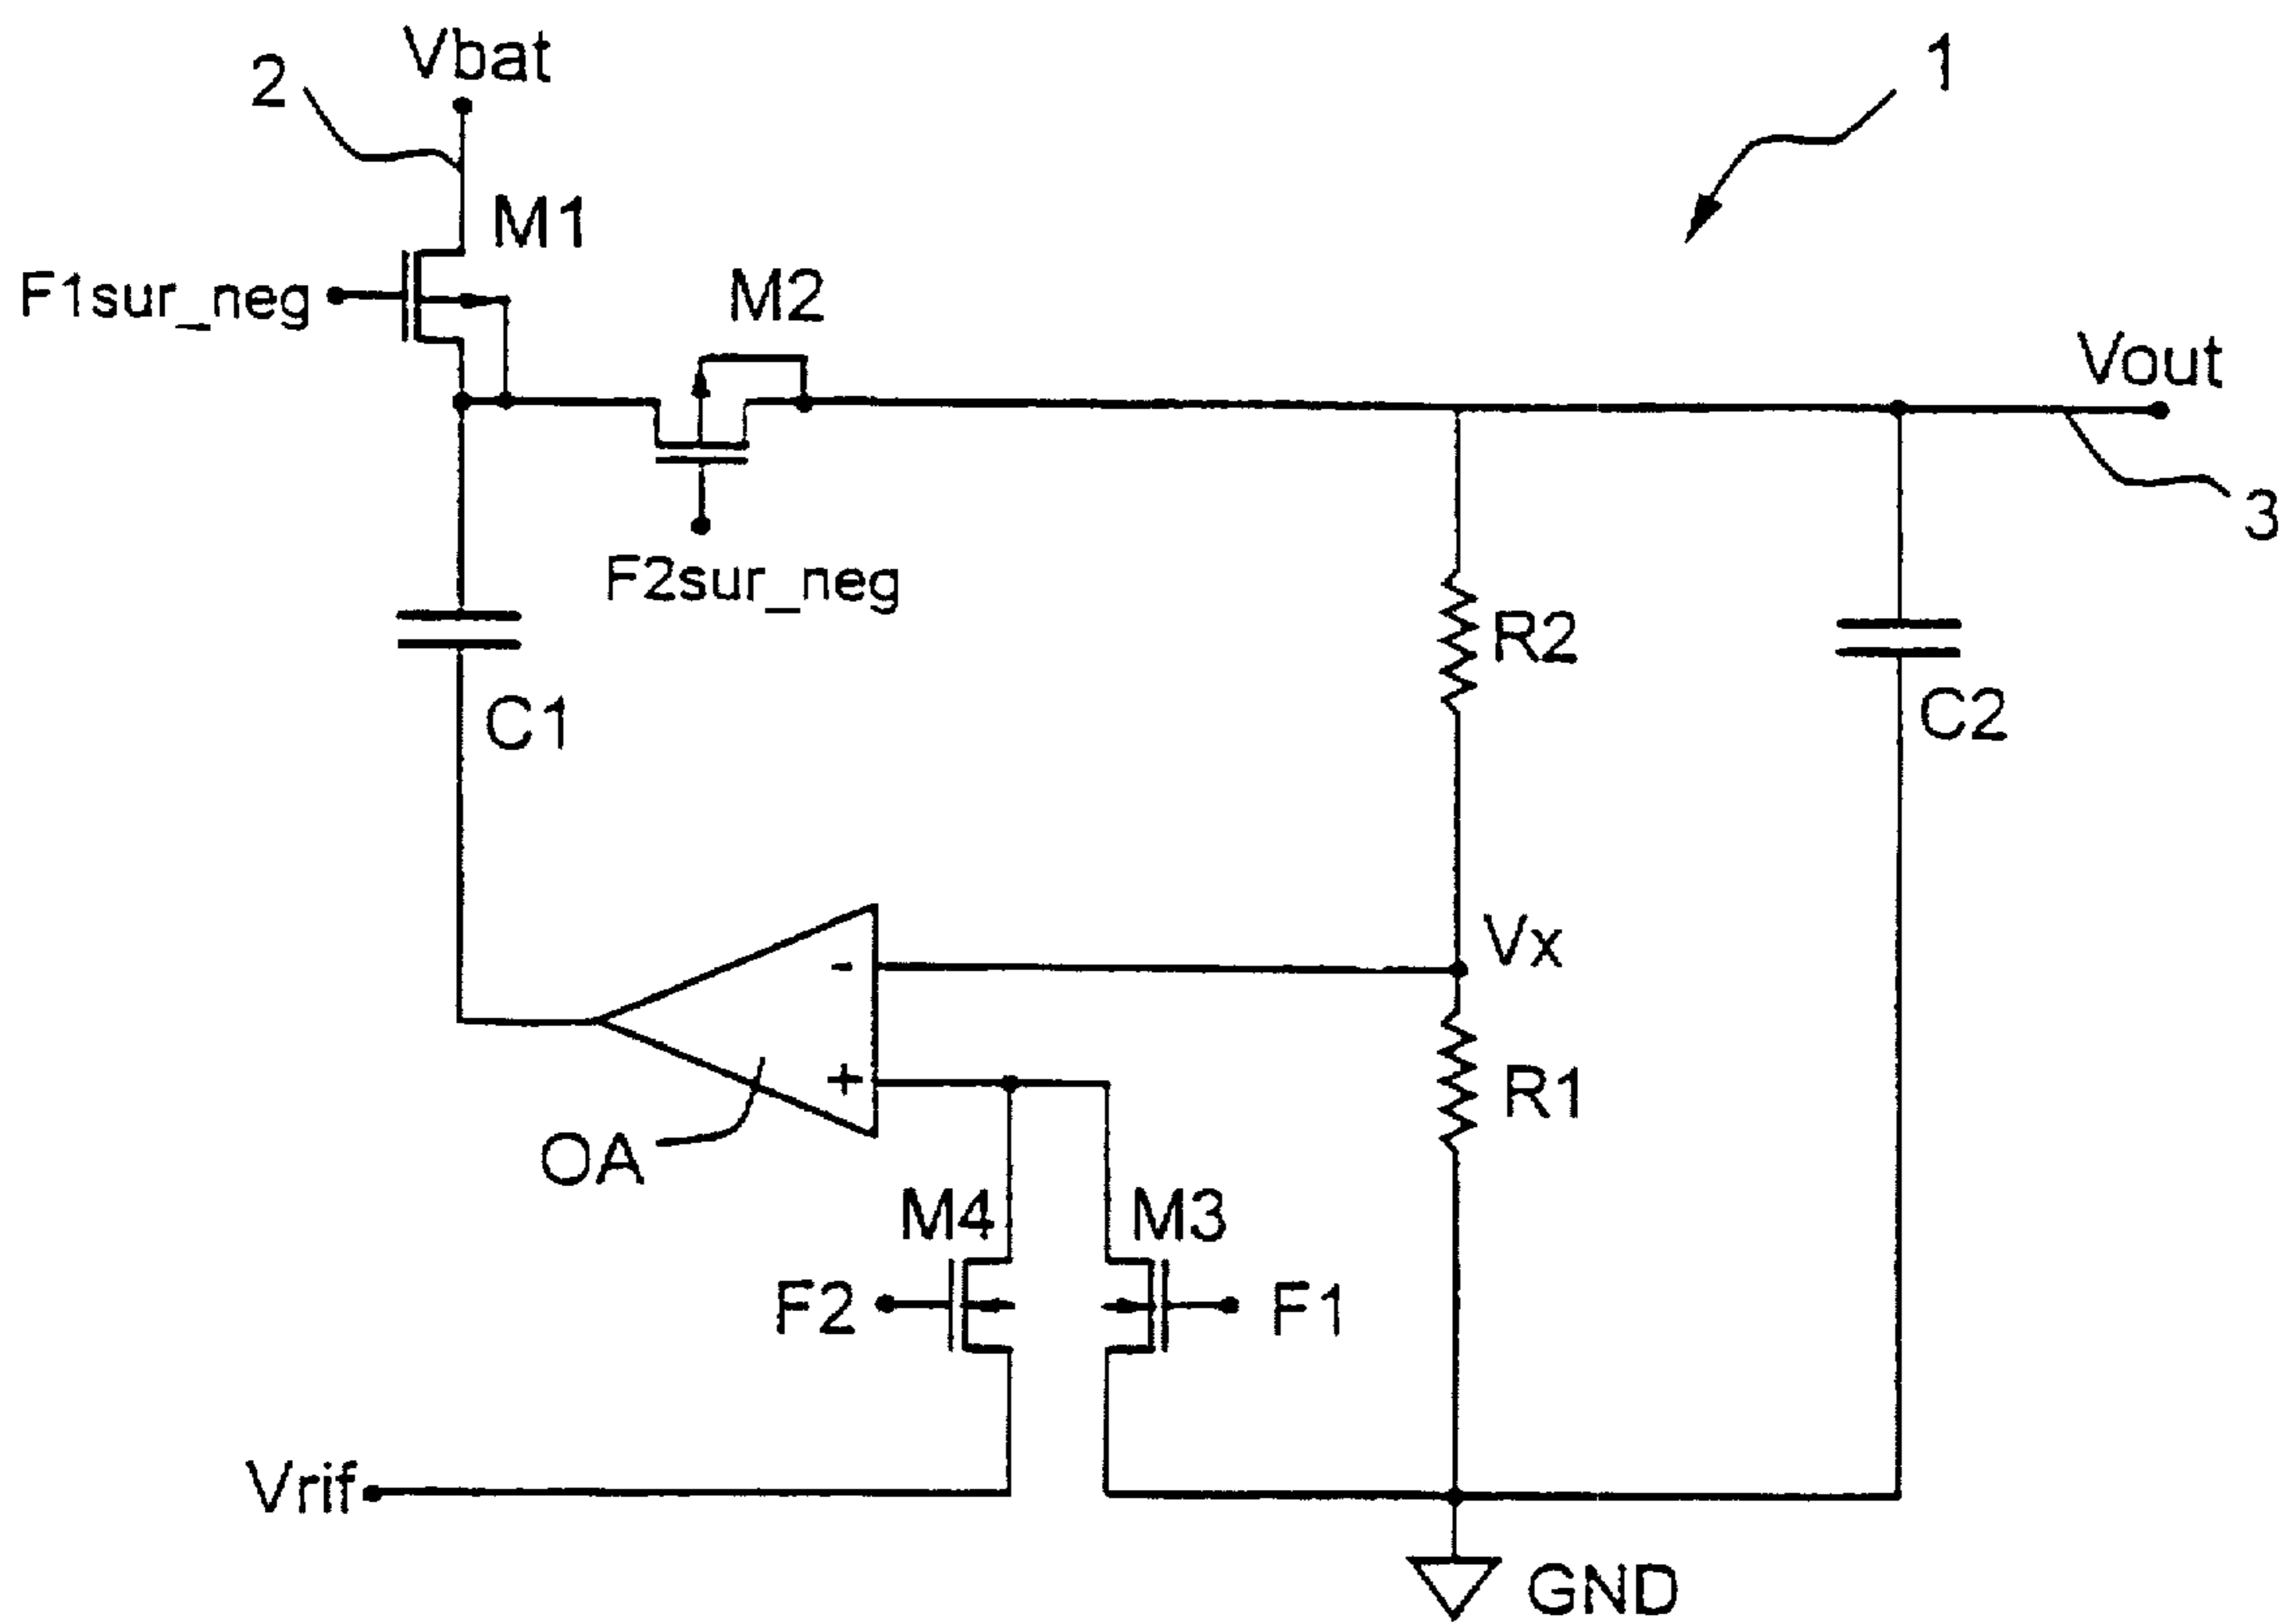 Vbat
2
1
M1
F1sur_neg
M2
Vout
3
F2sur_neg
R2
C1
C2
Vx
-
+
R1
OA
M4
M3
F2
F1
Vrif
GND